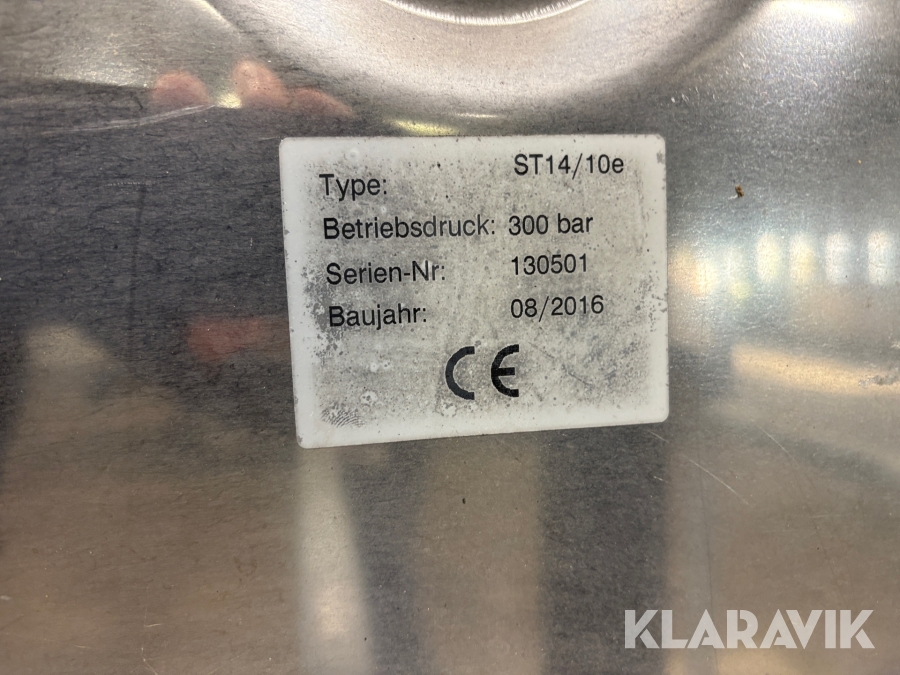 Type: ST14/10e
Betriebsdruck: 300 bar
Serien-Nr: 130501
Baujahr: 08/2016
CE
KLARAVIK